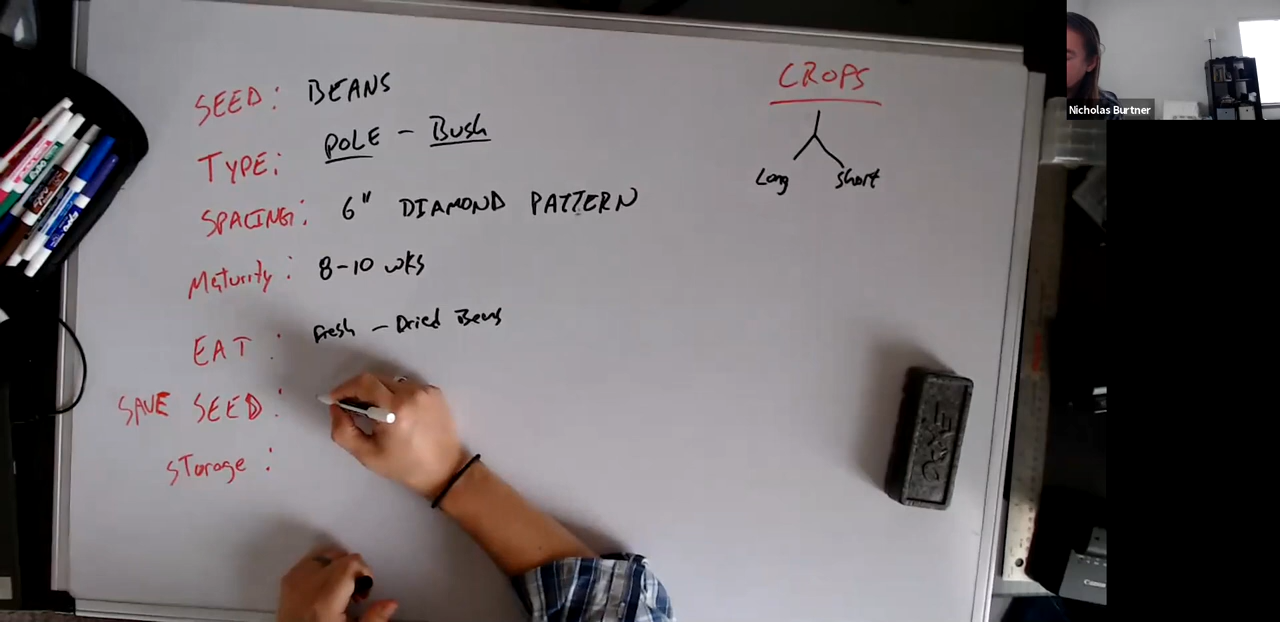 SEED: BEANS
TYPE: POLE - Bush
SPACING: 6" DIAMOND PATTERN
Maturity: 8-10 wks
EAT: Fresh - Dried Beans
SAVE SEED:
sTorage:
CROPS
Long short
EXPO
Nicholas Burtner